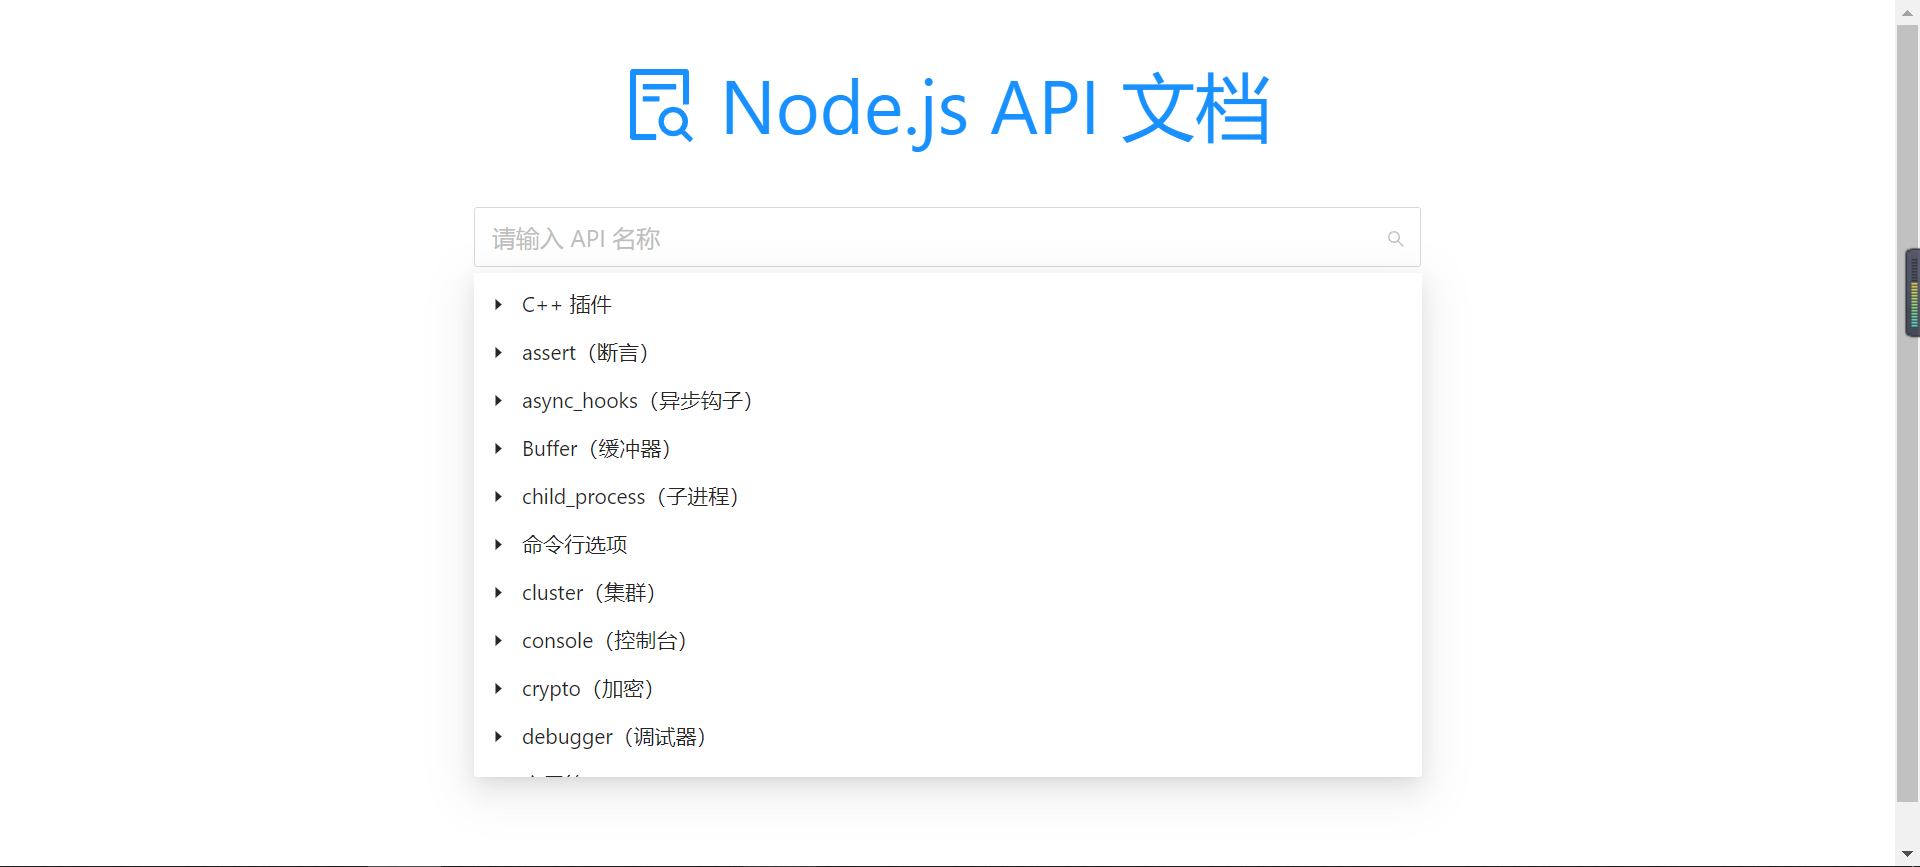 Node.js API 文档
请输入 API 名称
C++ 插件
assert（断言）
async_hooks（异步钩子）
Buffer（缓冲器）
child_process（子进程）
命令行选项
cluster（集群）
console（控制台）
crypto（加密）
debugger（调试器）